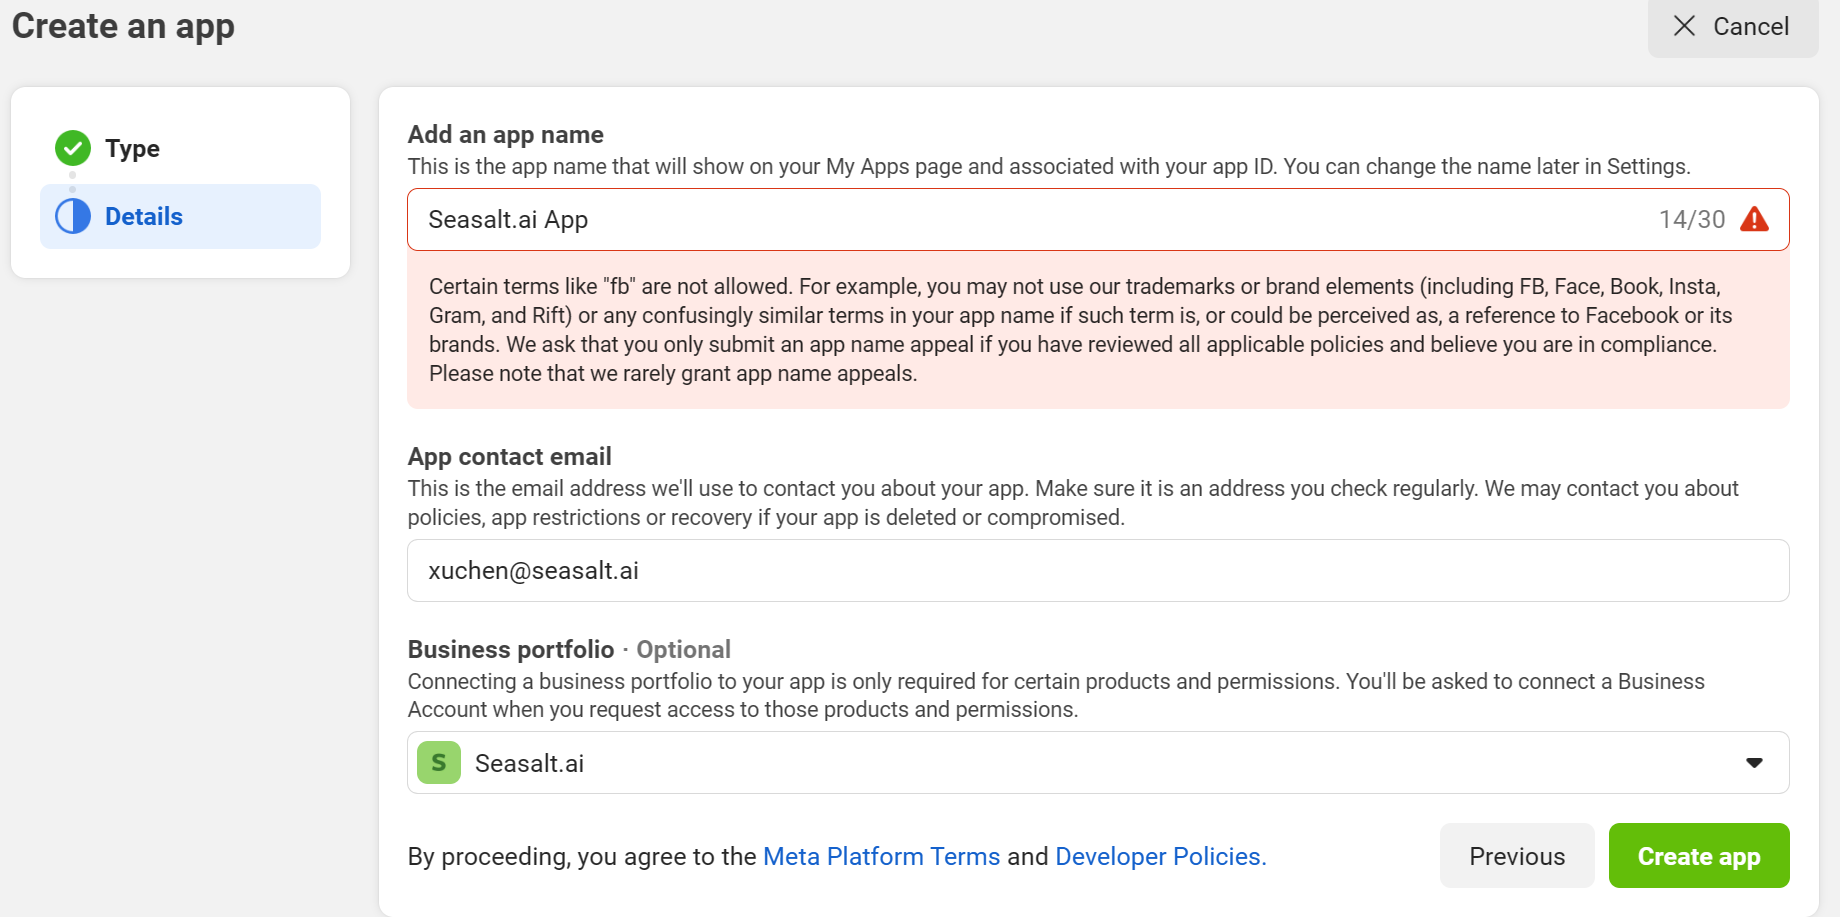 Create an app
Cancel
Type
Details
Add an app name
This is the app name that will show on your My Apps page and associated with your app ID. You can change the name later in Settings.
Seasalt.ai App
14/30
Certain terms like "fb" are not allowed. For example, you may not use our trademarks or brand elements (including FB, Face, Book, Insta,
Gram, and Rift) or any confusingly similar terms in your app name if such term is, or could be perceived as, a reference to Facebook or its
brands. We ask that you only submit an app name appeal if you have reviewed all applicable policies and believe you are in compliance.
Please note that we rarely grant app name appeals.
App contact email
This is the email address we'll use to contact you about your app. Make sure it is an address you check regularly. We may contact you about
policies, app restrictions or recovery if your app is deleted or compromised.
xuchen@seasalt.ai
Business portfolio · Optional
Connecting a business portfolio to your app is only required for certain products and permissions. You'll be asked to connect a Business
Account when you request access to those products and permissions.
S Seasalt.ai
By proceeding, you agree to the Meta Platform Terms and Developer Policies.
Previous
Create app